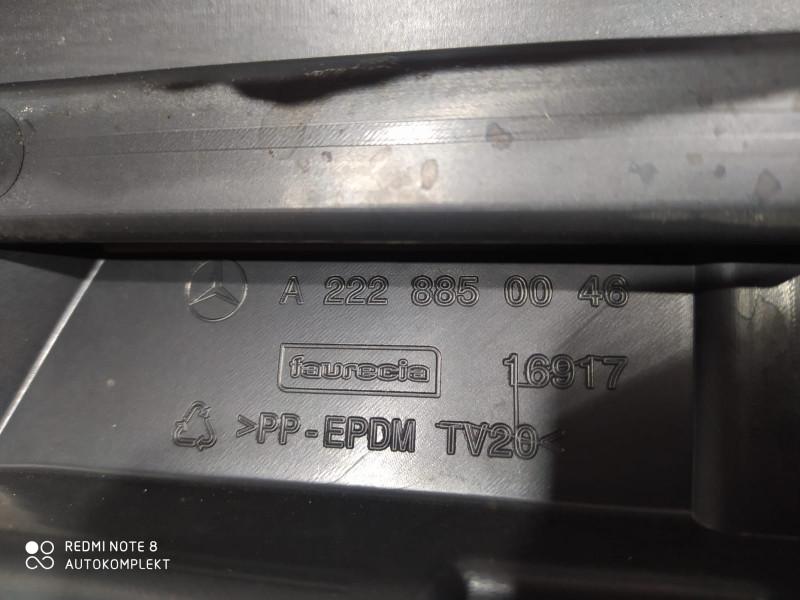 A 222 885 00 46
faurecia 16917
>PP-EPDM TV20<
REDMI NOTE 8
AUTOKOMPLEKT